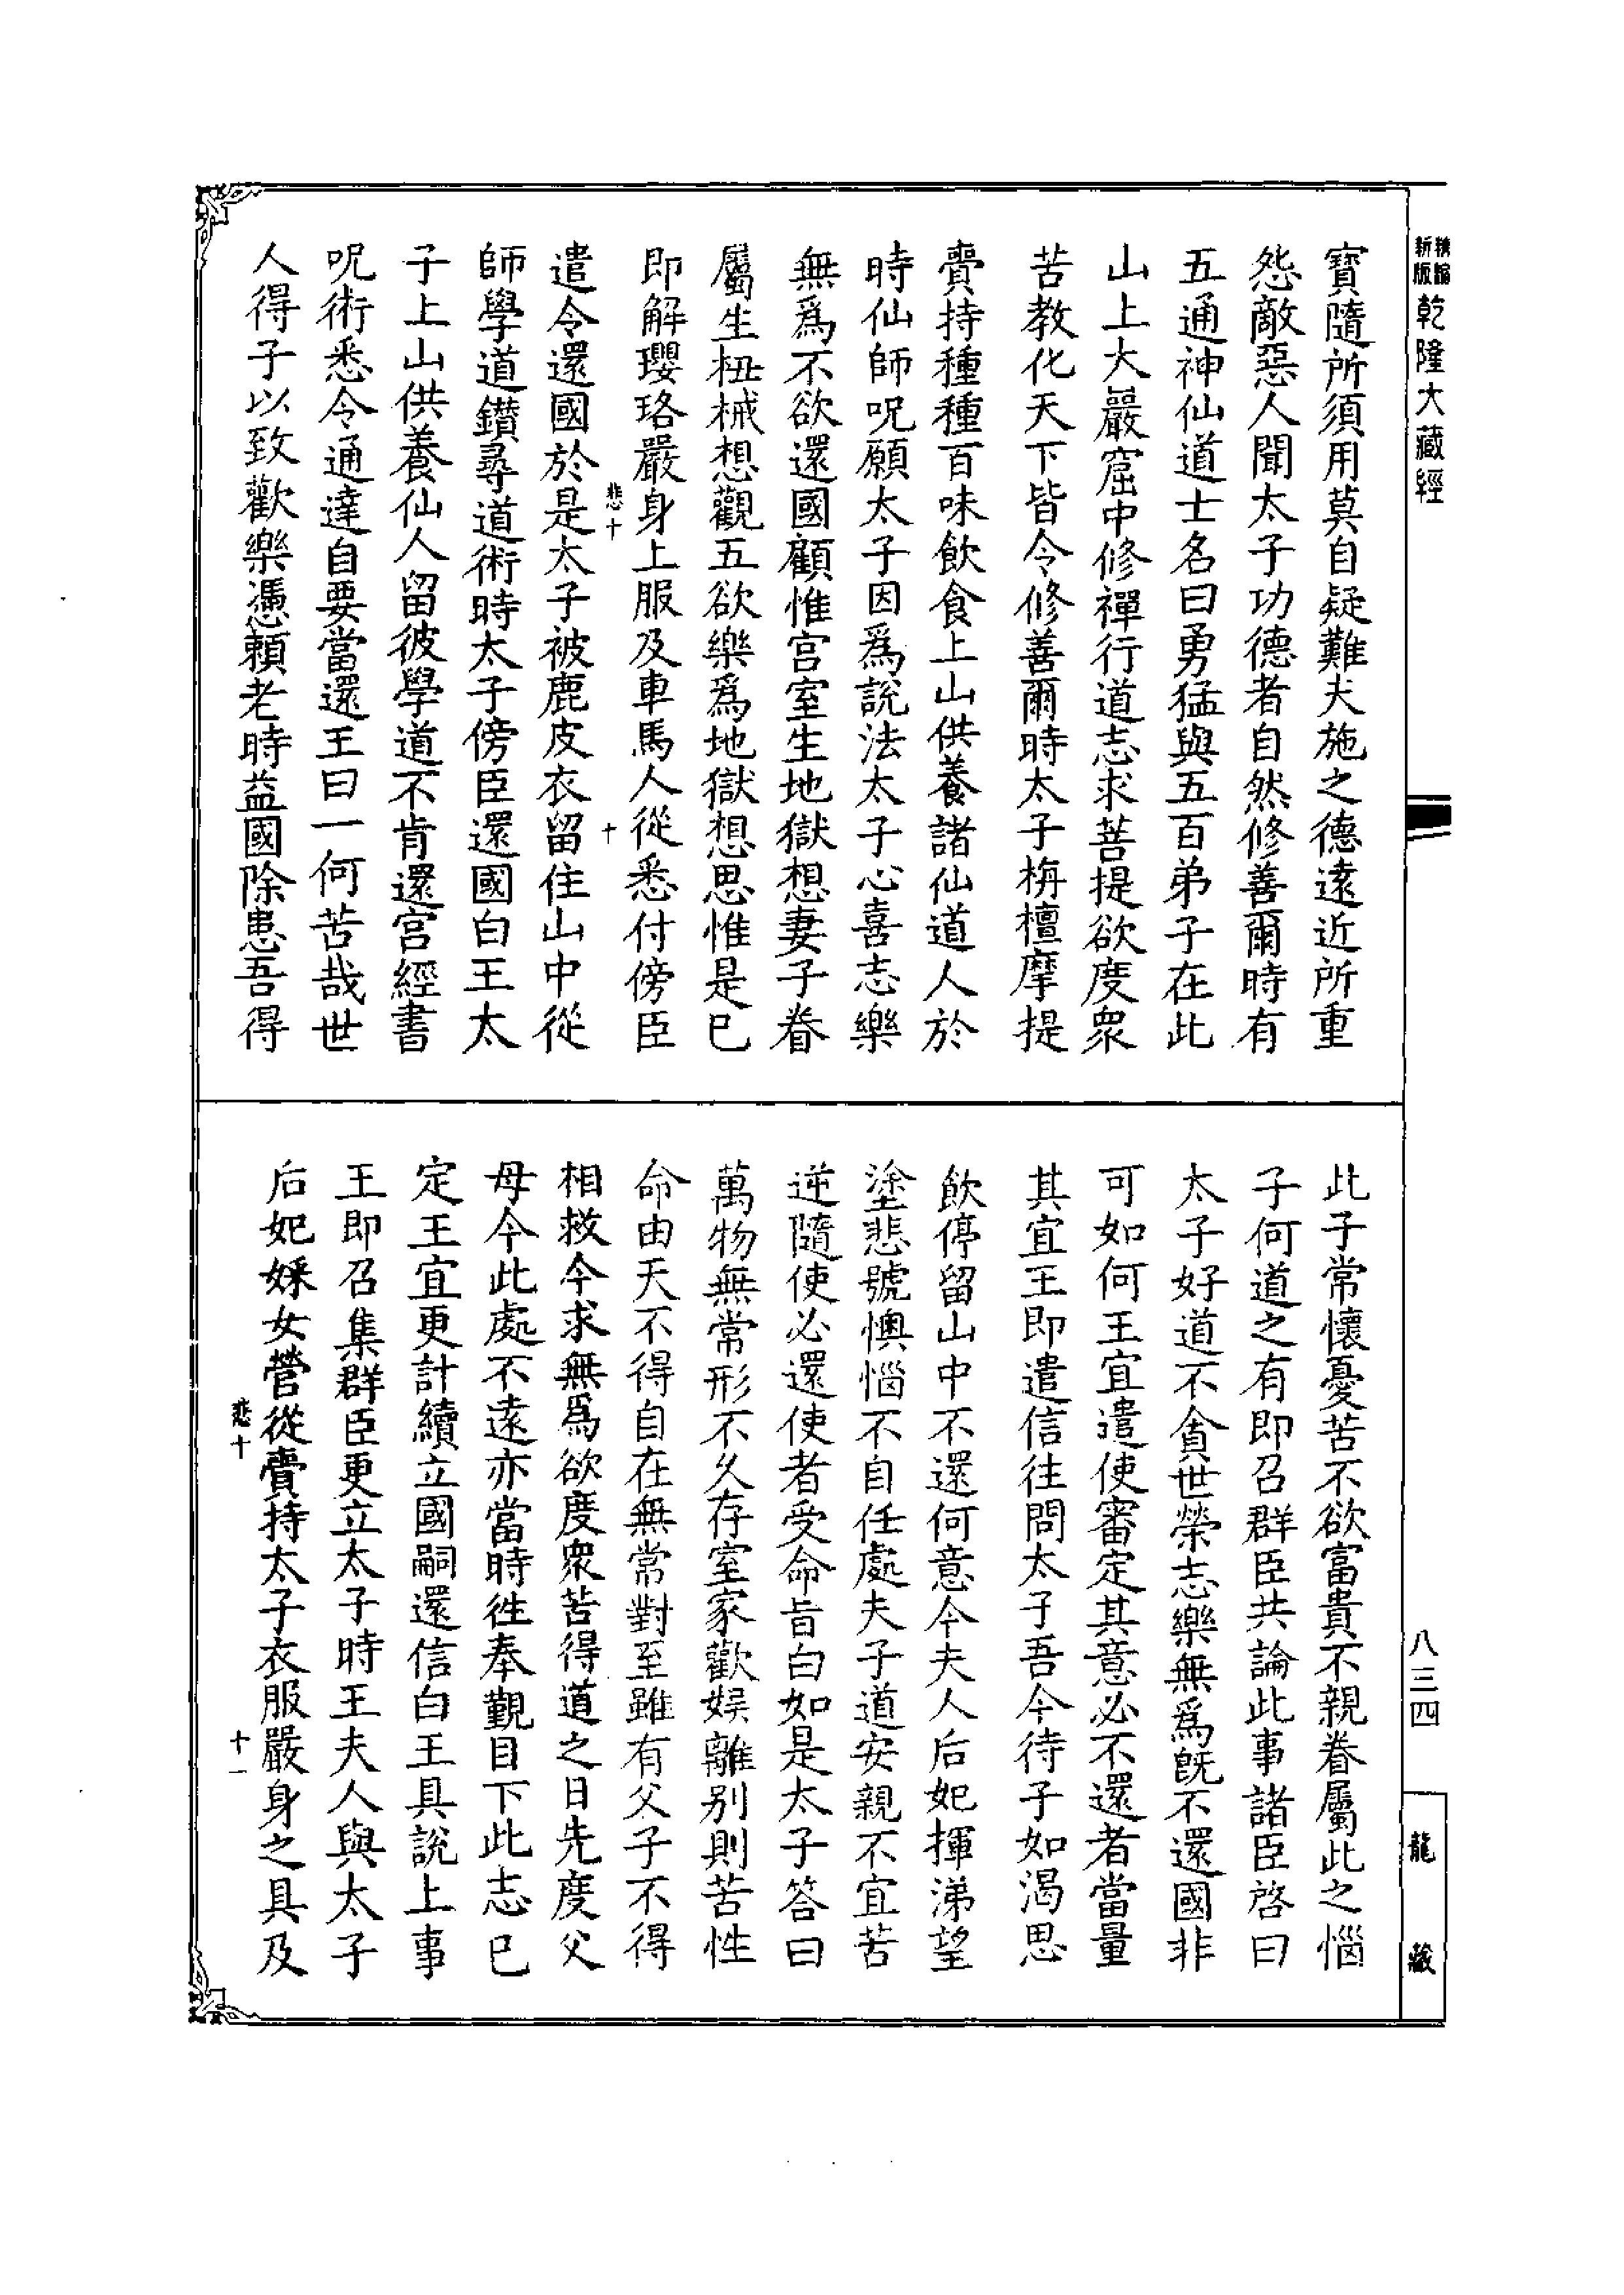 新版精縮乾隆大藏經
寶隨所須用莫自疑難夫施之德遠近所重
怨敵惡人聞太子功德者自然修善爾時有
五通神仙道士名曰勇猛與五百弟子在此
山上大嚴窟中修禪行道志求菩提欲度衆
苦教化天下皆令修善爾時太子栴檀摩提
賷持種種百味飲食上山供養諸仙道人於
時仙師呪願太子因爲說法太子心喜志樂
無爲不欲還國顧惟宫室生地獄想妻子眷
屬生杻械想觀五欲樂爲地獄想思惟是已
即解瓔珞嚴身上服及車馬人從悉付傍臣
悲十
十
遣令還國於是太子被鹿皮衣留住山中從
師學道鑽尋道術時太子傍臣還國白王太
子上山供養仙人留彼學道不肯還宫經書
呪術悉令通達自要當還王曰一何苦哉世
人得子以致歡樂憑頼老時益國除患吾得
此子常懷憂苦不欲富貴不親眷屬此之惱
子何道之有即召群臣共論此事諸臣啓曰
太子好道不貪世榮志樂無爲旣不還國非
可如何王宜遣使審定其意必不還者當量
其宜王即遣信往問太子吾今待子如渴思
飲停留山中不還何意今夫人后妃揮涕望
塗悲號懊惱不自任處夫子道安親不宜苦
逆隨使必還使者受命旨白如是太子答曰
萬物無常形不久存室家歡娱離别則苦性
命由天不得自在無常對至雖有父子不得
相救今求無爲欲度衆苦得道之日先度父
母今此處不遠亦當時徃奉覲目下此志已
定王宜更計續立國嗣還信白王具說上事
王即召集群臣更立太子時王夫人與太子
后妃婇女營從賷持太子衣服嚴身之具及
悲十
十一
八三四
龍藏